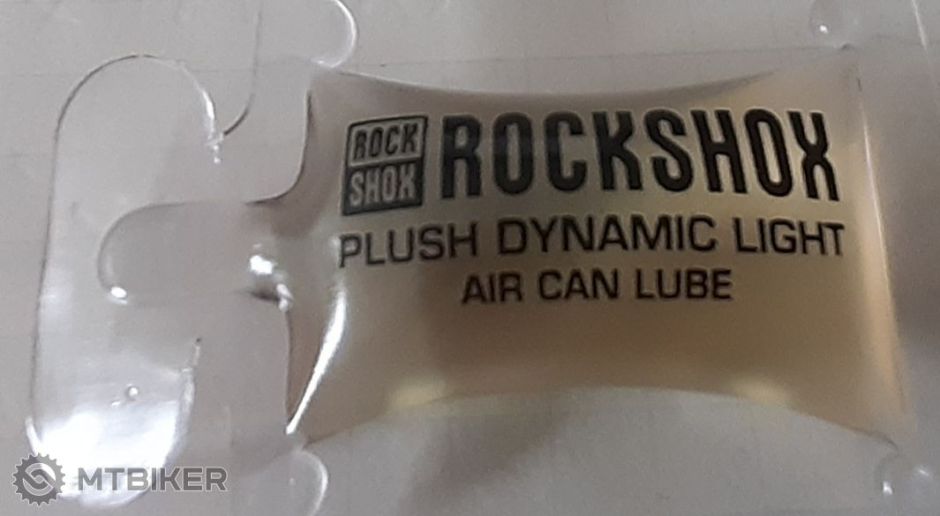 ROCK
SHOX
ROCKSHOX
PLUSH DYNAMIC LIGHT
AIR CAN LUBE
MTBIKER